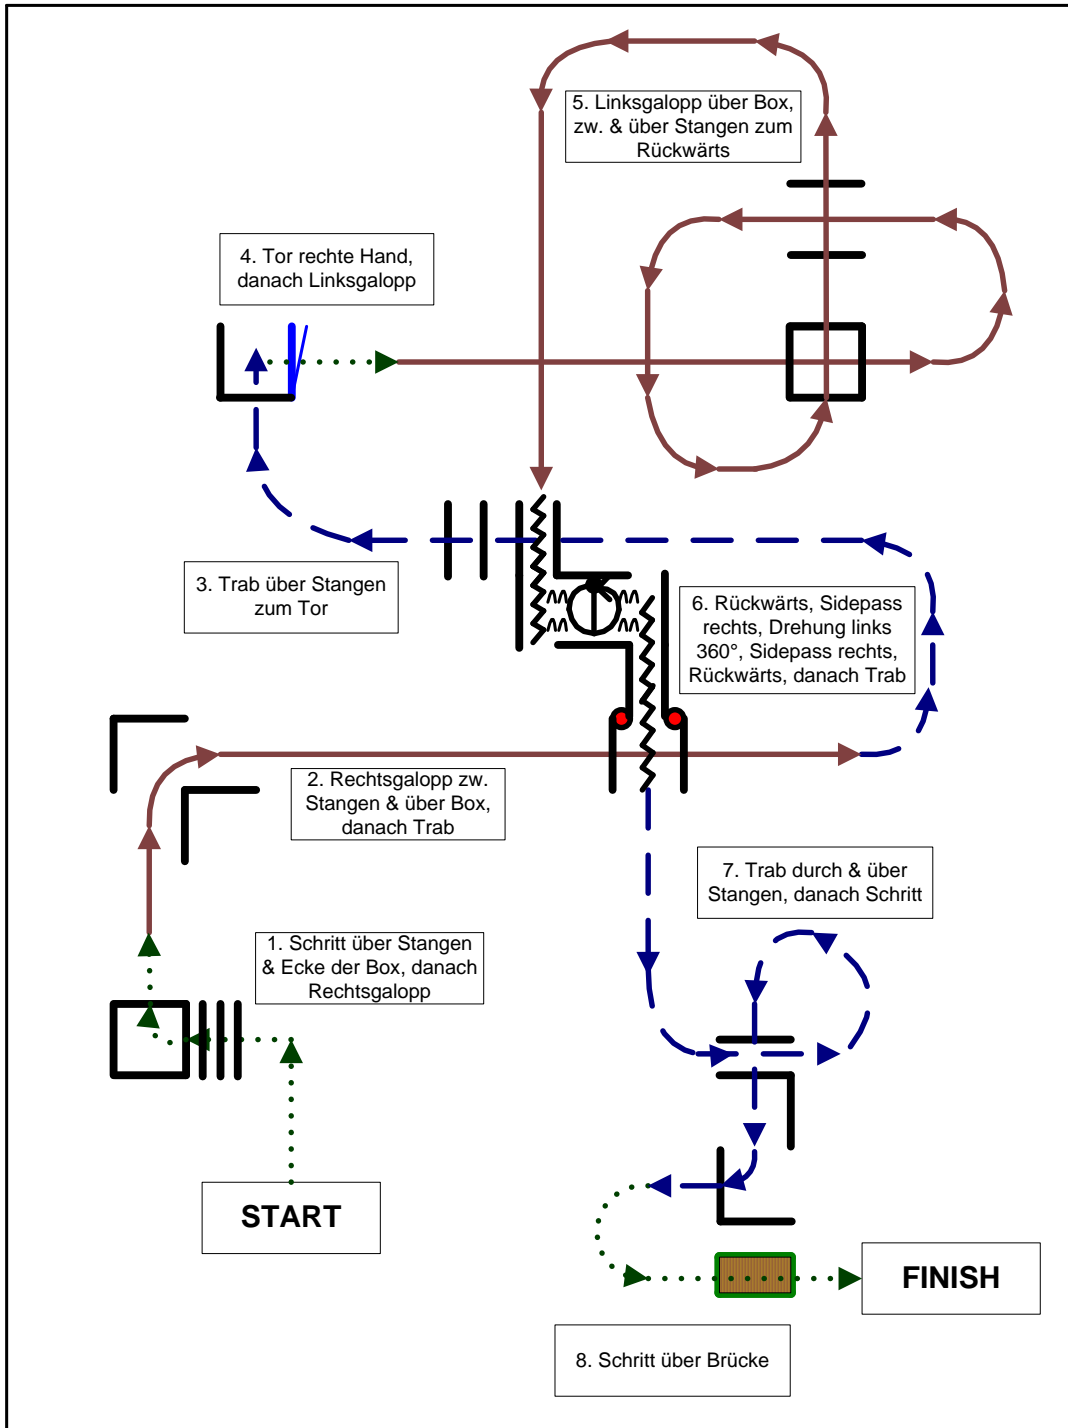 5. Linksgalopp über Box,
zw. & über Stangen zum
Rückwärts
4. Tor rechte Hand,
danach Linksgalopp
3. Trab über Stangen
zum Tor
6. Rückwärts, Sidepass
rechts, Drehung links
360°, Sidepass rechts,
Rückwärts, danach Trab
2. Rechtsgalopp zw.
Stangen & über Box,
danach Trab
7. Trab durch & über
Stangen, danach Schritt
1. Schritt über Stangen
& Ecke der Box, danach
Rechtsgalopp
START
FINISH
8. Schritt über Brücke